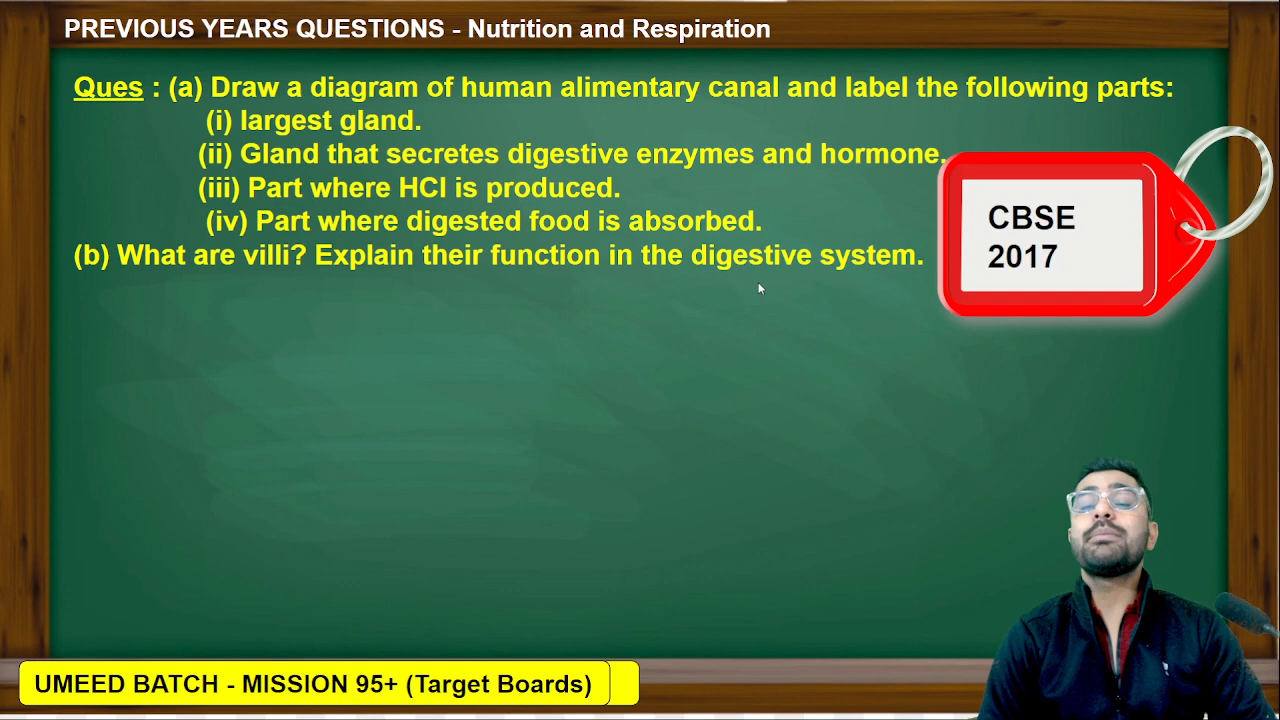 PREVIOUS YEARS QUESTIONS - Nutrition and Respiration
Ques : (a) Draw a diagram of human alimentary canal and label the following parts:
(i) largest gland.
(ii) Gland that secretes digestive enzymes and hormone.
(iii) Part where HCl is produced.
(iv) Part where digested food is absorbed.
(b) What are villi? Explain their function in the digestive system.
CBSE
2017
UMEED BATCH - MISSION 95+ (Target Boards)